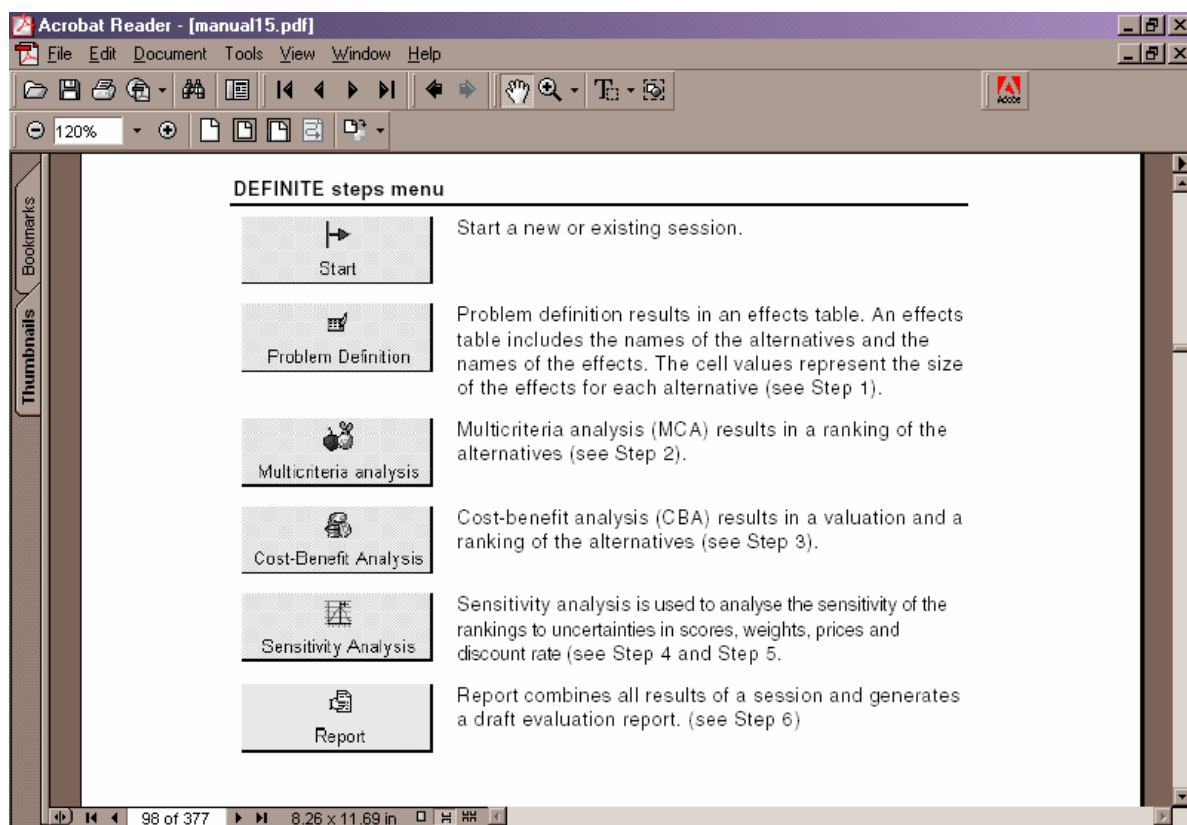 Acrobat Reader - [manual15.pdf]
File Edit Document Tools View Window Help
Adobe
120%
Bookmarks
Thumbnails
DEFINITE steps menu
Start
Start a new or existing session.
Problem Definition
Problem definition results in an effects table. An effects
table includes the names of the alternatives and the
names of the effects. The cell values represent the size
of the effects for each alternative (see Step 1).
Multicriteria analysis
Multicriteria analysis (MCA) results in a ranking of the
alternatives (see Step 2).
Cost-Benefit Analysis
Cost-benefit analysis (CBA) results in a valuation and a
ranking of the alternatives (see Step 3).
Sensitivity Analysis
Sensitivity analysis is used to analyse the sensitivity of the
rankings to uncertainties in scores, weights, prices and
discount rate (see Step 4 and Step 5.
Report
Report combines all results of a session and generates
a draft evaluation report. (see Step 6)
98 of 377 8.26 x 11.69 in